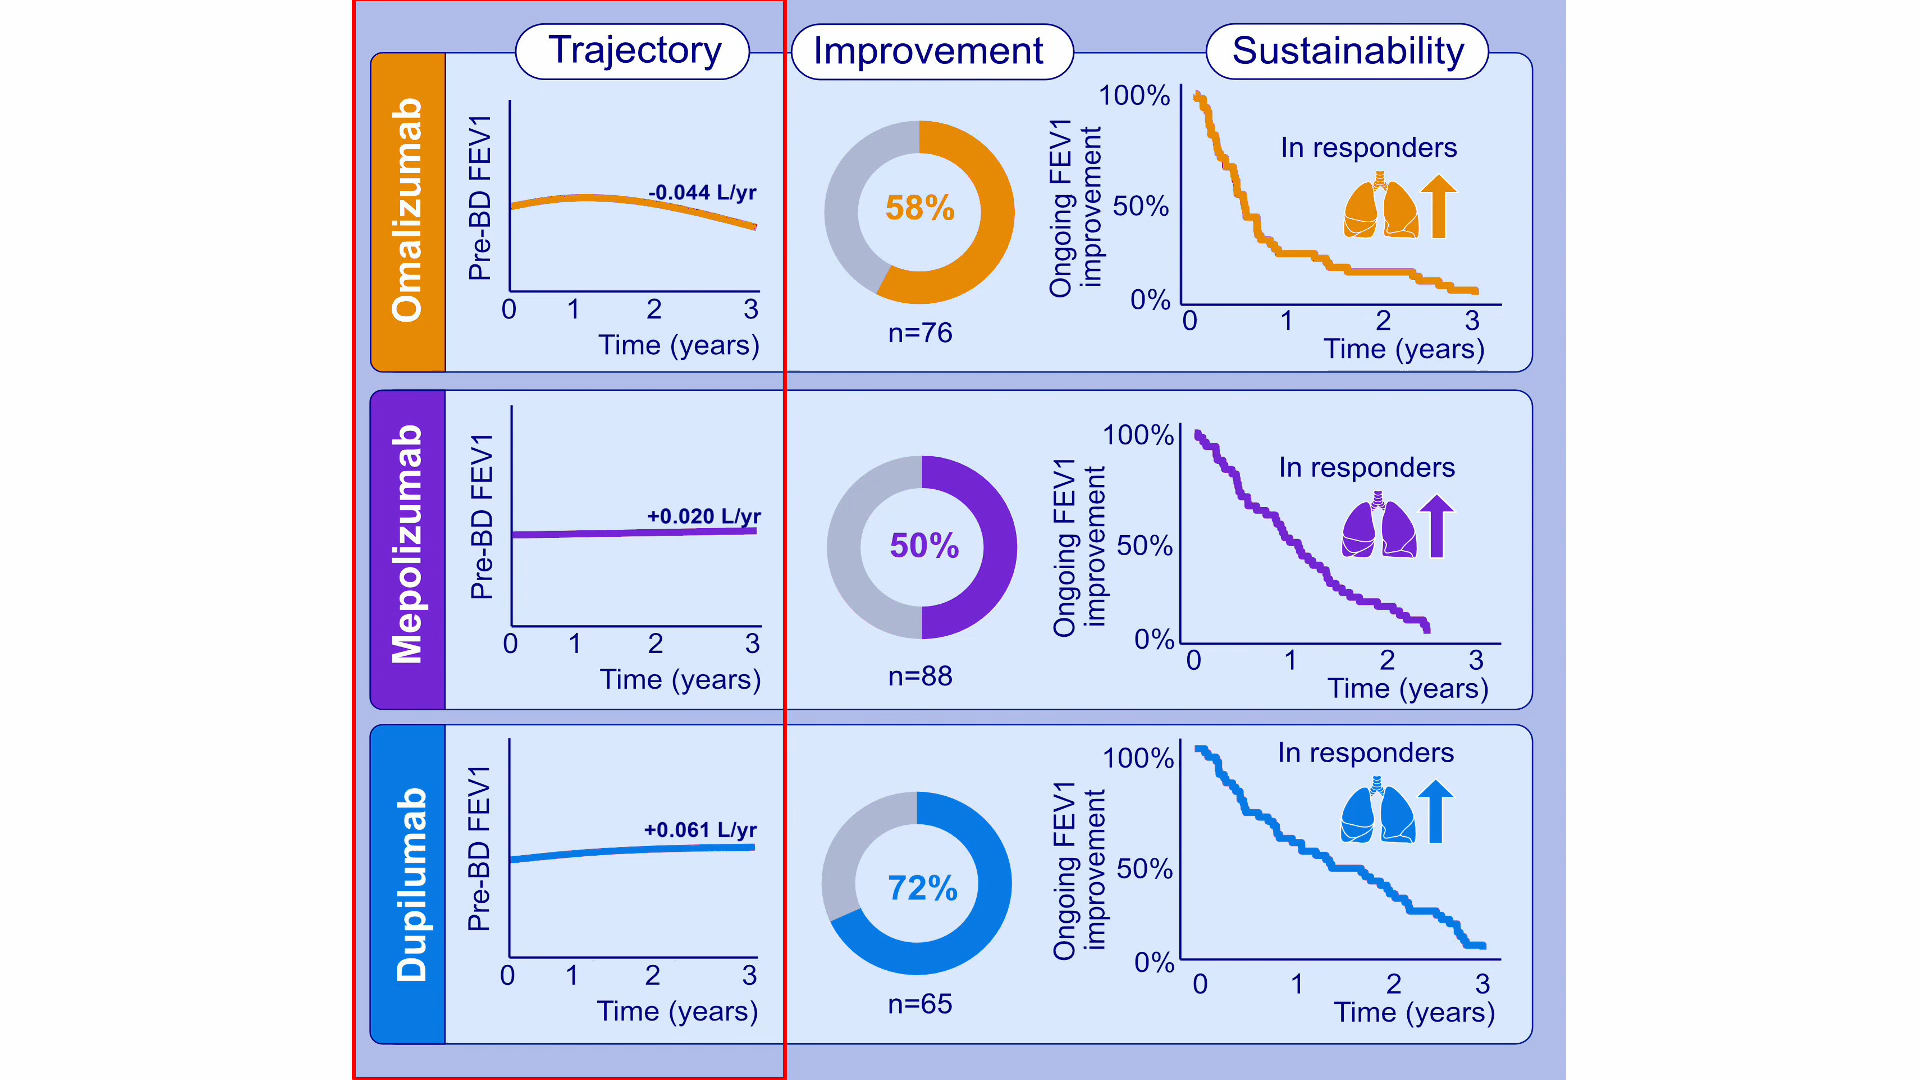 Trajectory
Improvement
Sustainability
Omalizumab
Pre-BD FEV1
-0.044 L/yr
0 1 2 3
Time (years)
58%
n=76
Ongoing FEV1
improvement
100%
50%
0%
In responders
0 1 2 3
Time (years)
Mepolizumab
Pre-BD FEV1
+0.020 L/yr
0 1 2 3
Time (years)
50%
n=88
Ongoing FEV1
improvement
100%
50%
0%
In responders
0 1 2 3
Time (years)
Dupilumab
Pre-BD FEV1
+0.061 L/yr
0 1 2 3
Time (years)
72%
n=65
Ongoing FEV1
improvement
100%
50%
0%
In responders
0 1 2 3
Time (years)